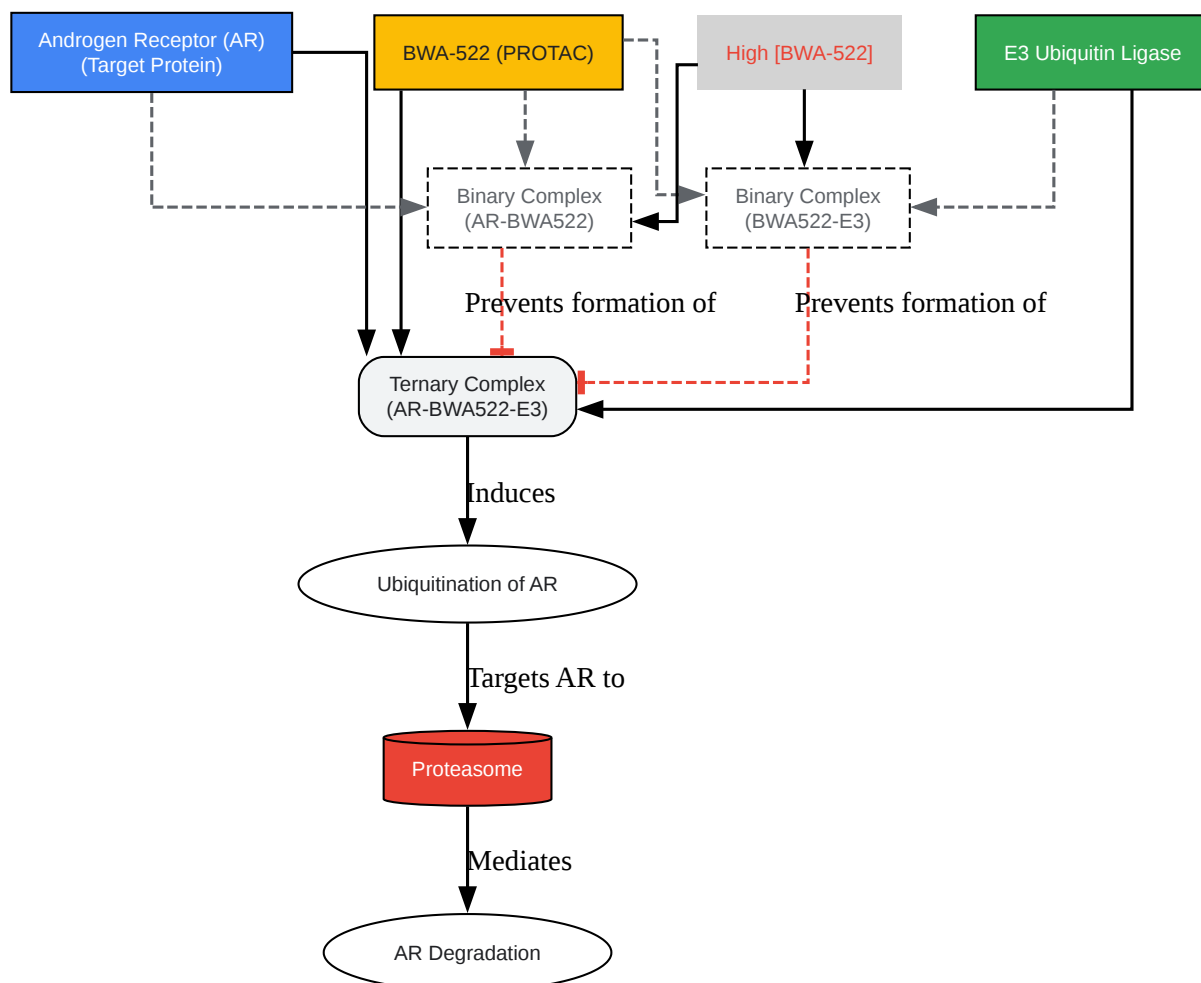 Androgen Receptor (AR)
(Target Protein)
BWA-522 (PROTAC)
High [BWA-522]
E3 Ubiquitin Ligase
Binary Complex
(AR-BWA522)
Binary Complex
(BWA522-E3)
Prevents formation of
Prevents formation of
Ternary Complex
(AR-BWA522-E3)
Induces
Ubiquitination of AR
Targets AR to
Proteasome
Mediates
AR Degradation